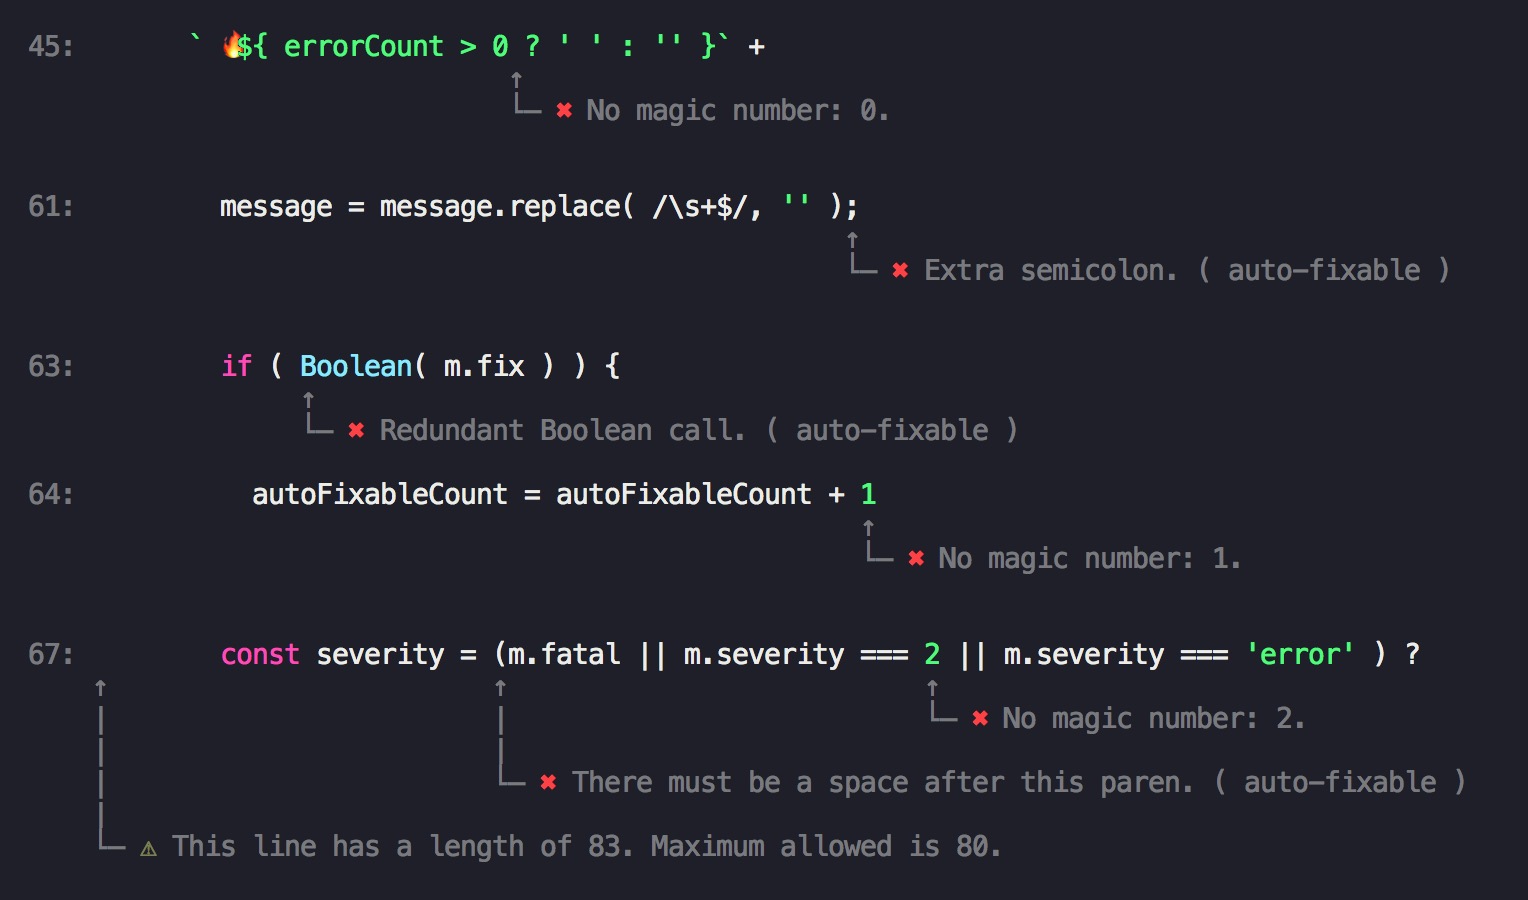 45: ` 🔥${ errorCount > 0 ? ' ' : '' }` +
↑
└─ ✖ No magic number: 0.
61: message = message.replace( /\s+$/, '' );
↑
└─ ✖ Extra semicolon. ( auto-fixable )
63: if ( Boolean( m.fix ) ) {
↑
└─ ✖ Redundant Boolean call. ( auto-fixable )
64: autoFixableCount = autoFixableCount + 1
↑
└─ ✖ No magic number: 1.
67: const severity = (m.fatal || m.severity === 2 || m.severity === 'error' ) ?
↑ ↑ ↑
│ │ └─ ✖ No magic number: 2.
│ │
│ └─ ✖ There must be a space after this paren. ( auto-fixable )
│
└─ ⚠ This line has a length of 83. Maximum allowed is 80.